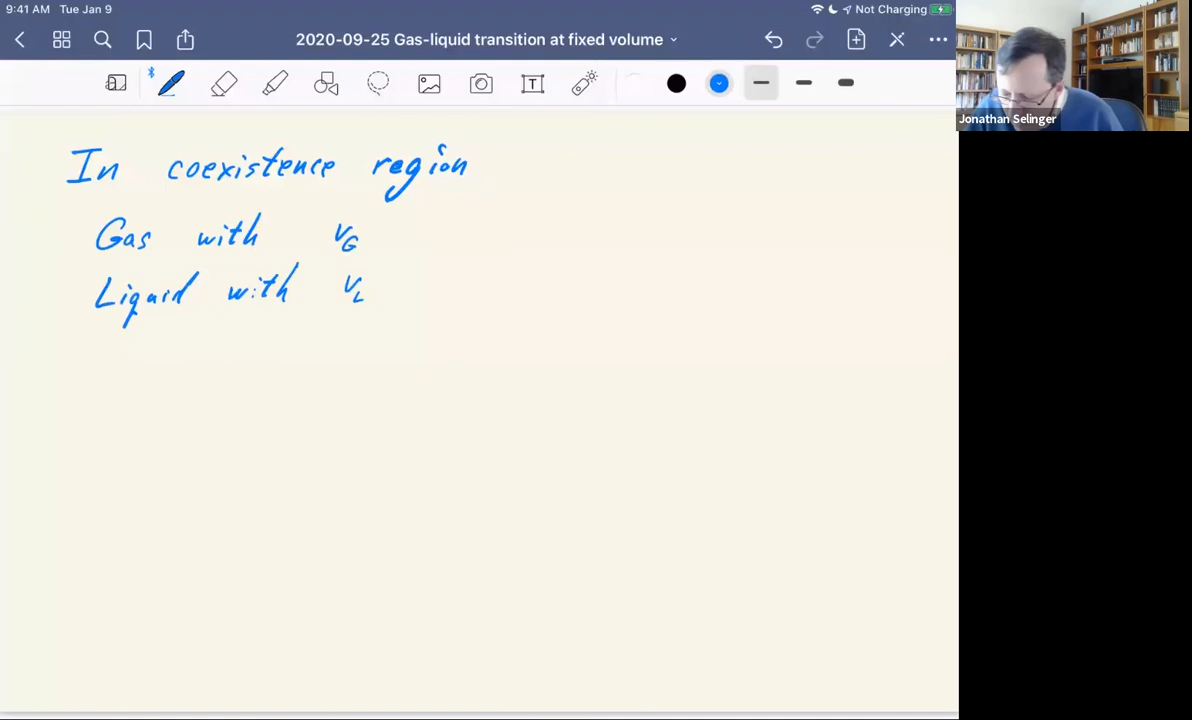 9:41 AM Tue Jan 9
Not Charging
2020-09-25 Gas-liquid transition at fixed volume
T
Jonathan Selinger
In coexistence region
Gas with v_G
Liquid with v_L